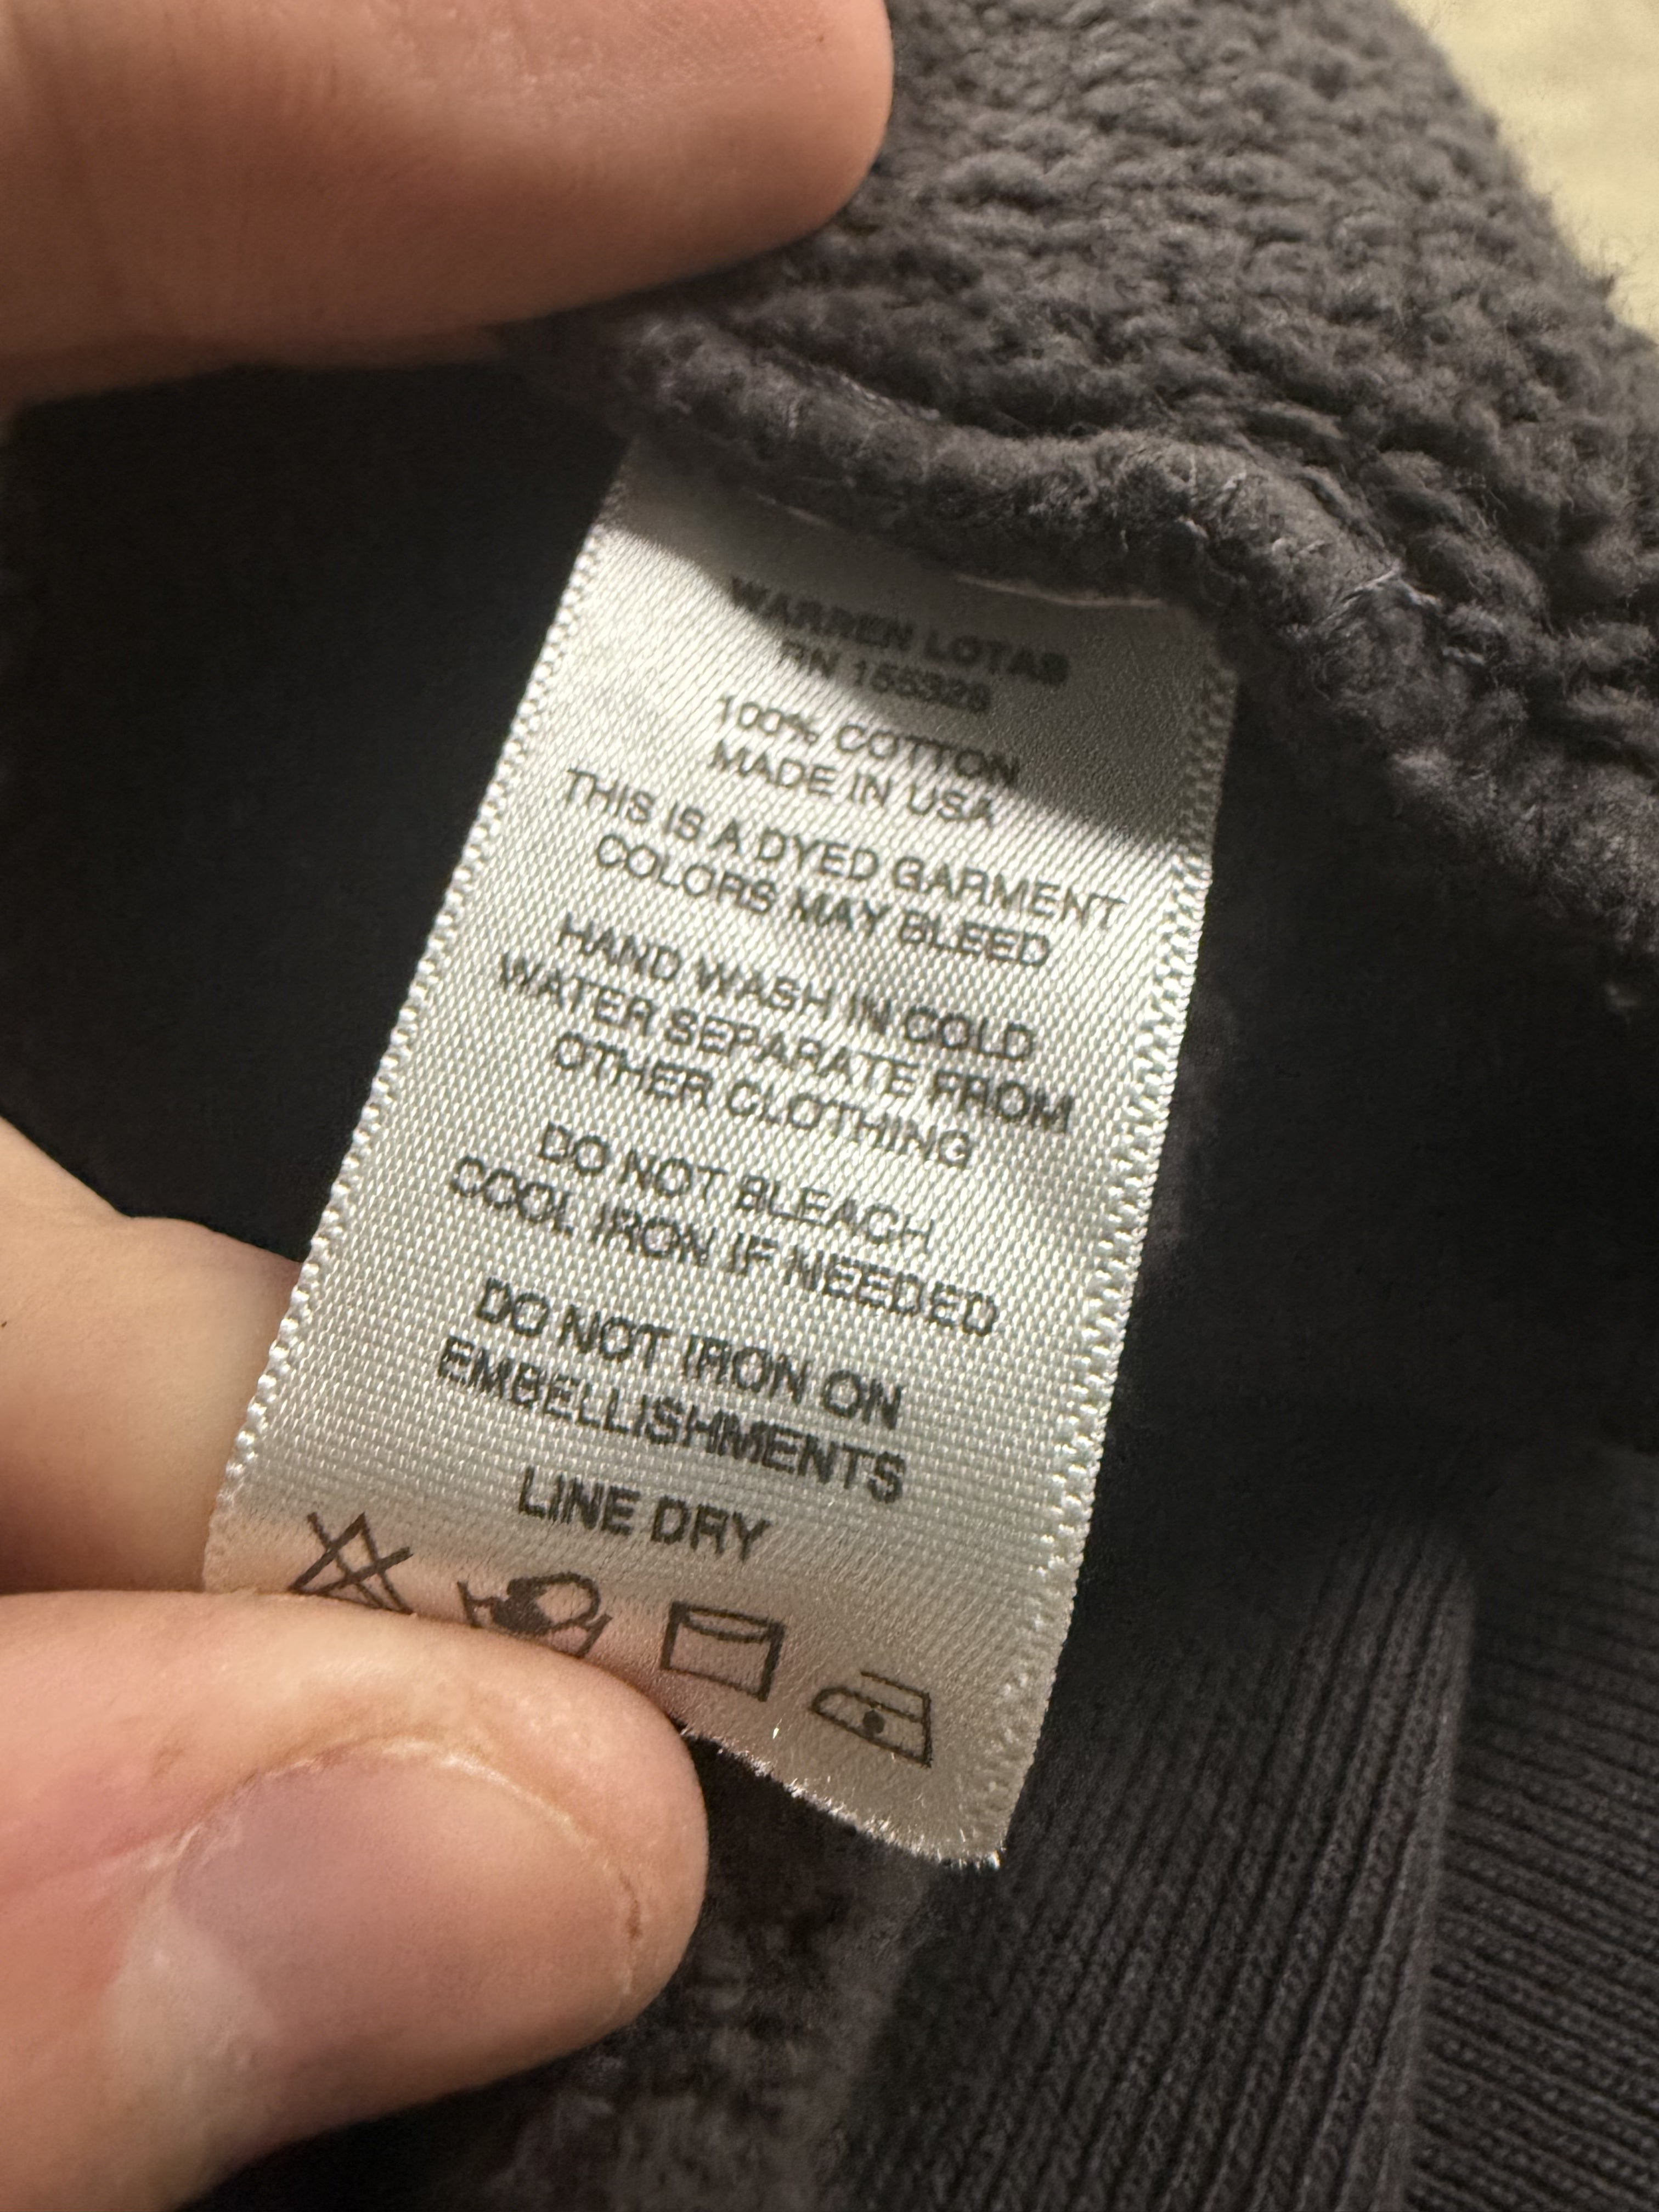 WARREN LOTAS
RN 155328
100% COTTON
MADE IN USA
THIS IS A DYED GARMENT
COLORS MAY BLEED
HAND WASH IN COLD
WATER SEPARATE FROM
OTHER CLOTHING
DO NOT BLEACH
COOL IRON IF NEEDED
DO NOT IRON ON
EMBELLISHMENTS
LINE DRY